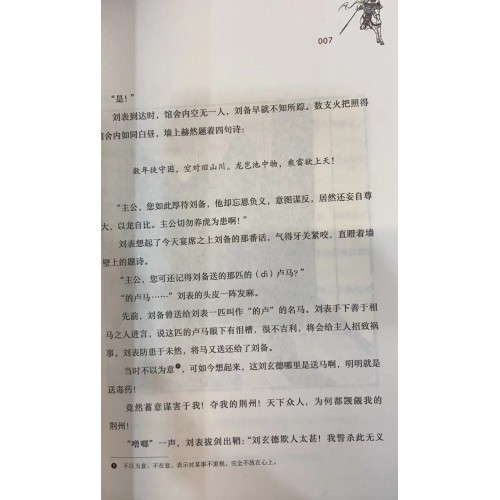 007
“是！”
刘表到达时，馆舍内空无一人，刘备早就不知所踪。数支火把照得
馆舍内如同白昼，墙上赫然题着四句诗：
数年徒守困，空对旧山川。龙岂池中物，乘雷欲上天！
“主公，您如此厚待刘备，他却忘恩负义，意图谋反，居然还妄自尊
大，以龙自比。主公切勿养虎为患啊！”
刘表想起了今天宴席之上刘备的那番话，气得牙关紧咬，直瞪着墙
壁上的题诗。
“主公，您可还记得刘备送的那匹的（dì）卢马？”
“的卢马……”刘表的头皮一阵发麻。
先前，刘备曾送给刘表一匹叫作“的卢”的名马。刘表手下善于相
马之人进言，说这匹的卢马眼下有泪槽，很不吉利，将会给主人招致祸
事。刘表防患于未然，将马又送还给了刘备。
当时不以为意❶，可如今想起来，这刘玄德哪里是送马啊，明明就是
送毒药！
竟然蓄意谋害于我！夺我的荆州！天下众人，为何都觊觎我的
荆州！
“噌啷”一声，刘表拔剑出鞘：“刘玄德欺人太甚！我誓杀此无义
❶ 不以为意：不在意，表示对某事不重视，完全不放在心上。